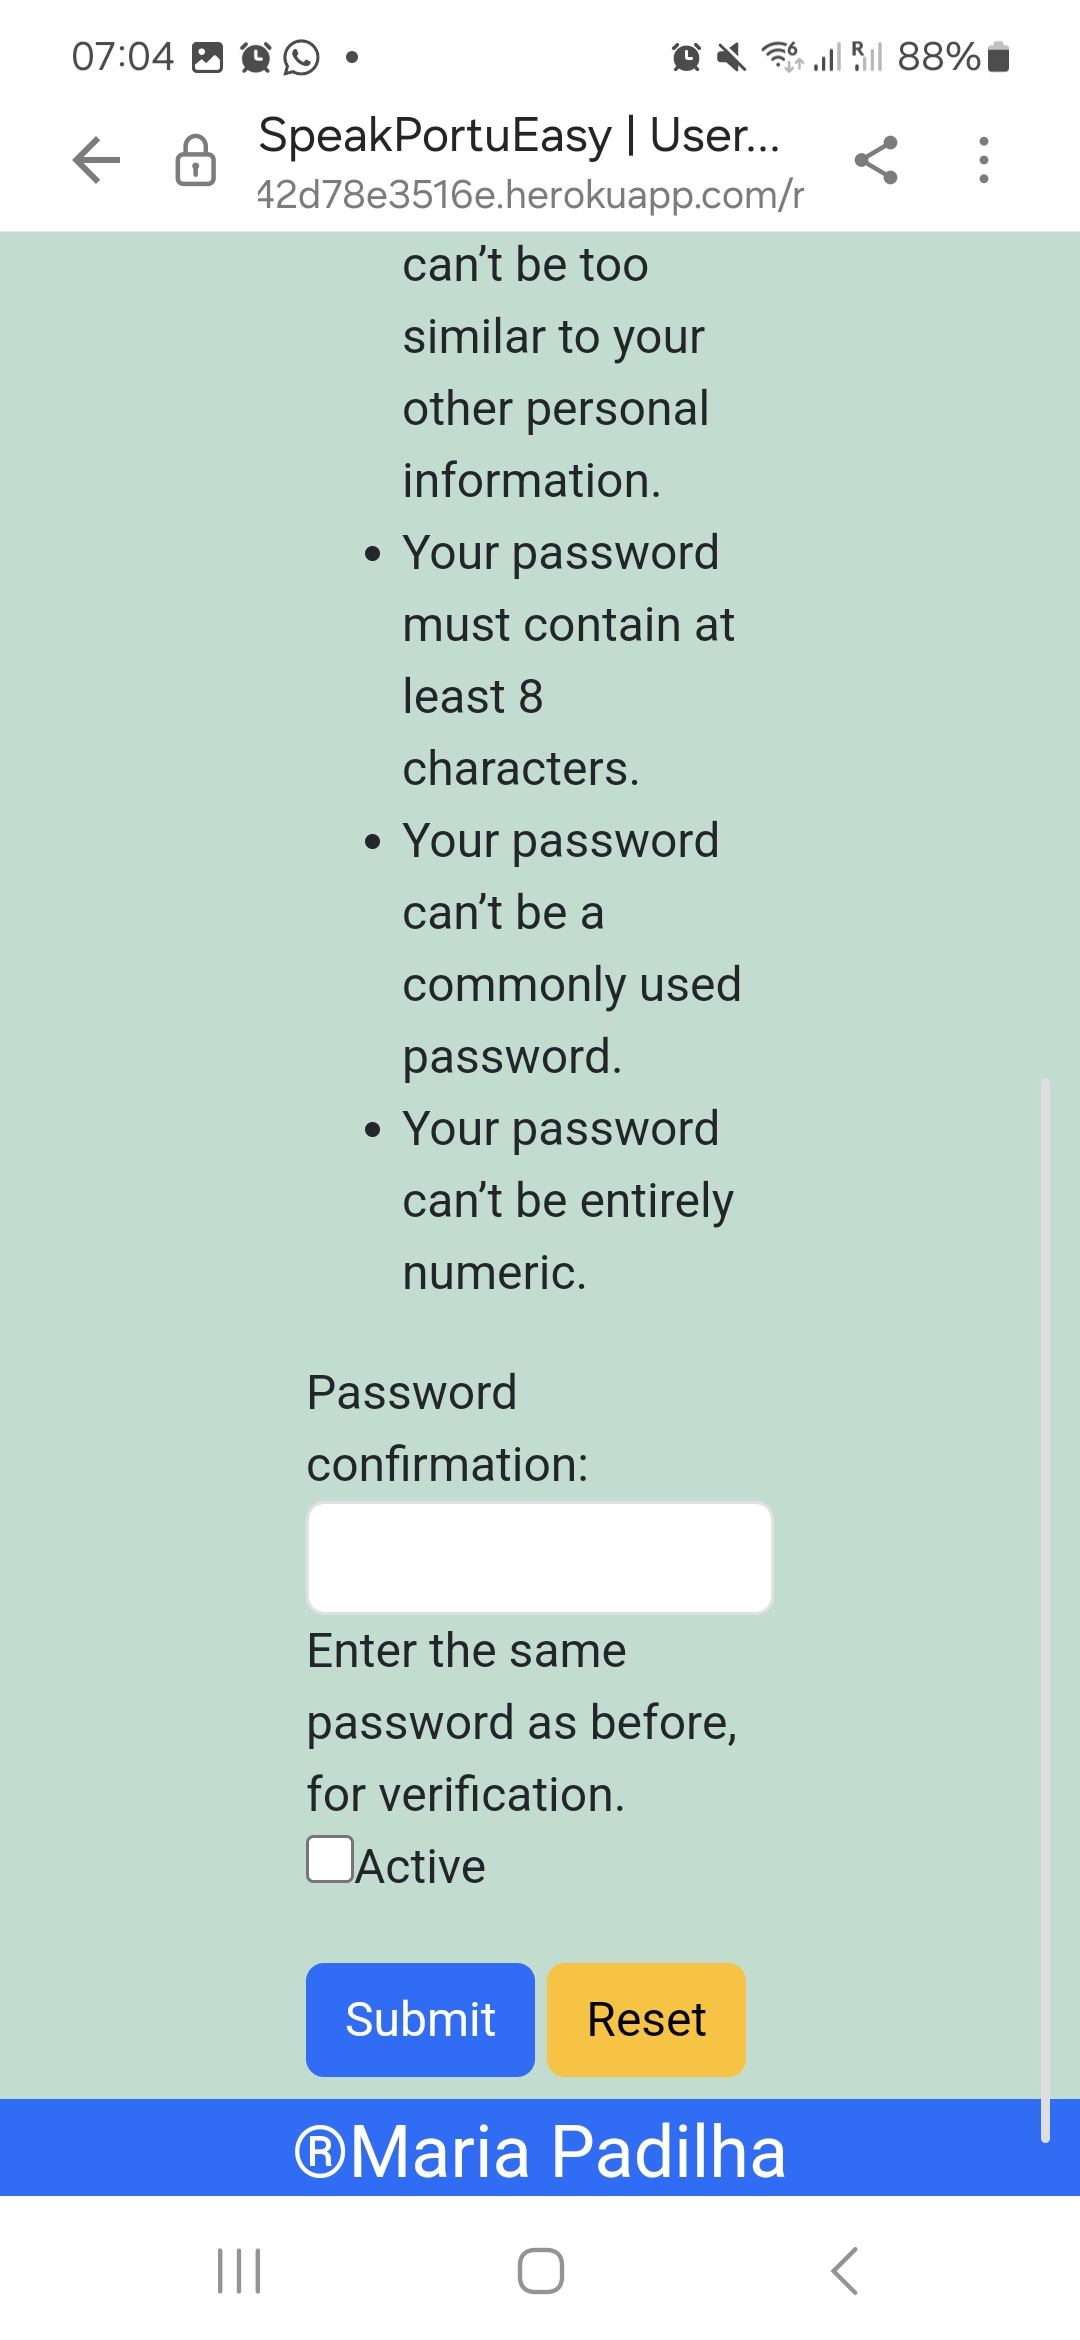 07:04
88%
SpeakPortuEasy | User...
42d78e3516e.herokuapp.com/r
can’t be too
similar to your
other personal
information.
• Your password
must contain at
least 8
characters.
• Your password
can’t be a
commonly used
password.
• Your password
can’t be entirely
numeric.
Password
confirmation:
Enter the same
password as before,
for verification.
Active
Submit Reset
®Maria Padilha